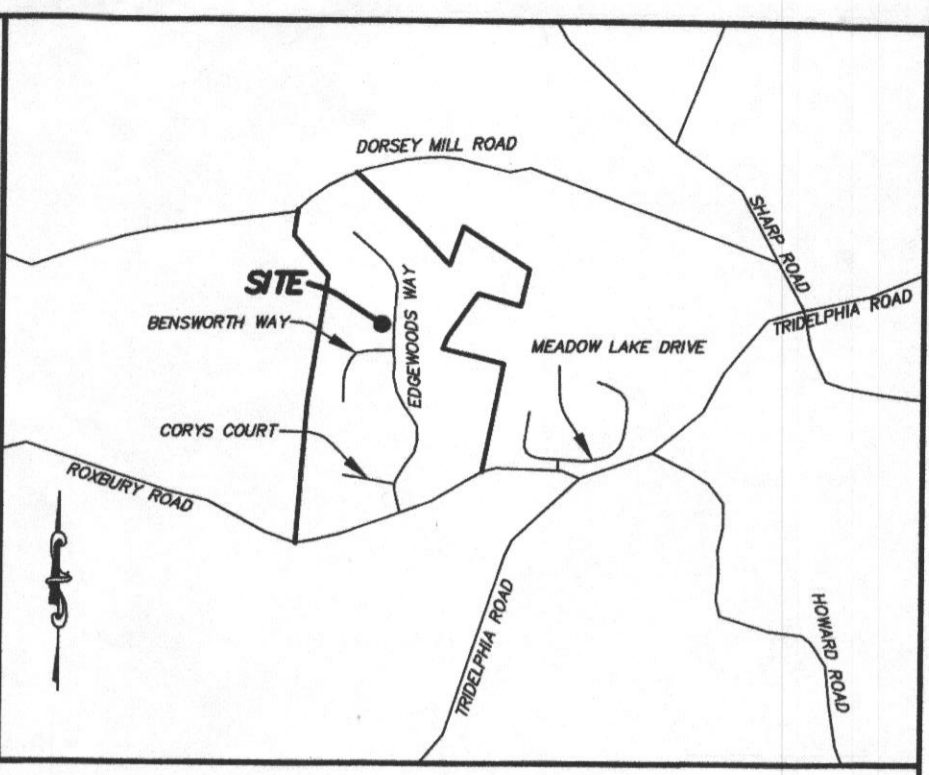 DORSEY MILL ROAD
SHARP ROAD
SITE
EDGEWOODS WAY
TRIDELPHIA ROAD
BENSWORTH WAY
MEADOW LAKE DRIVE
CORYS COURT
ROXBURY ROAD
TRIDELPHIA ROAD
HOWARD ROAD